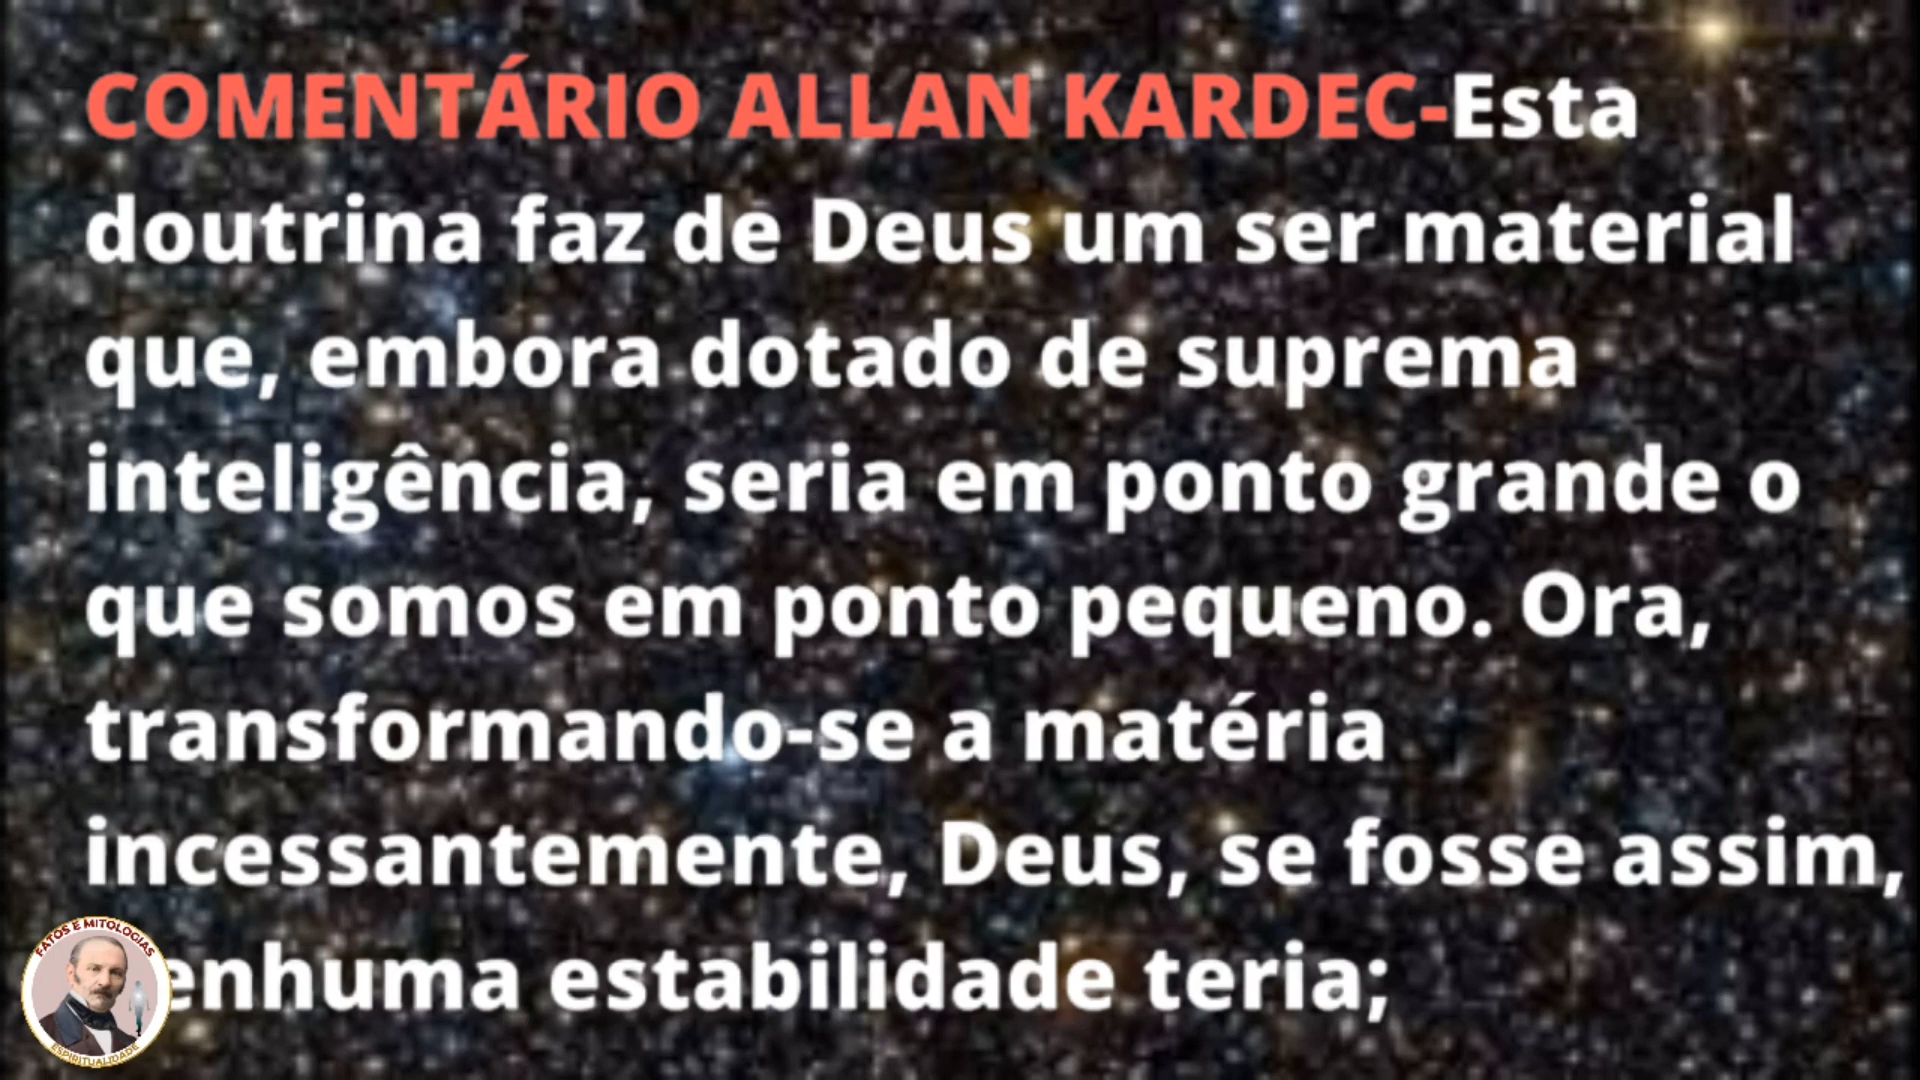 COMENTÁRIO ALLAN KARDEC-Esta
doutrina faz de Deus um ser material
que, embora dotado de suprema
inteligência, seria em ponto grande o
que somos em ponto pequeno. Ora,
transformando-se a matéria
incessantemente, Deus, se fosse assim,
enhuma estabilidade teria;
FATOS E MITOLOGIAS
ESPIRITUALIDADE